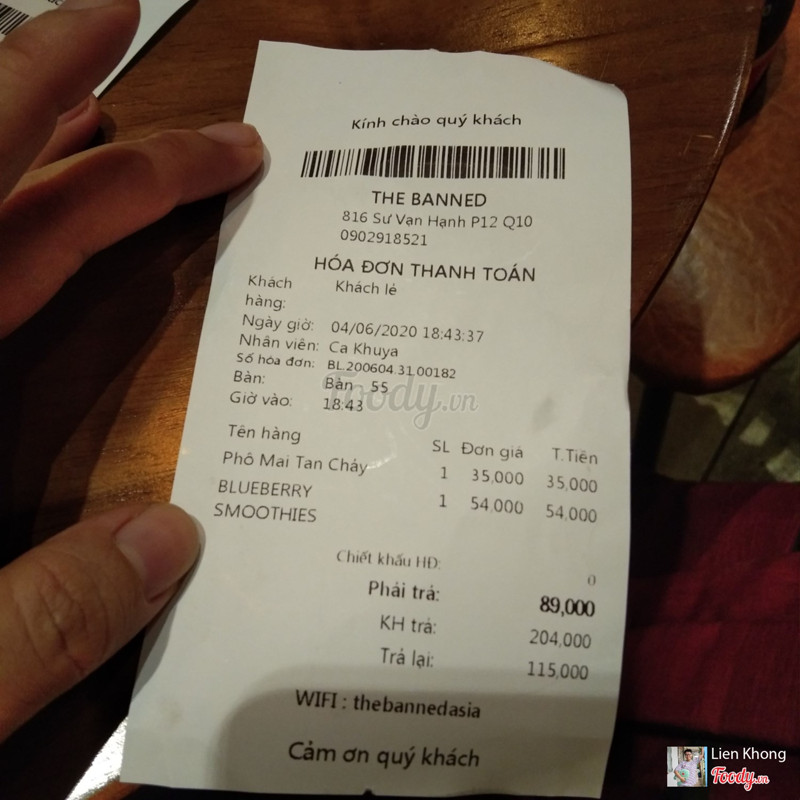 Kính chào quý khách
THE BANNED
816 Sư Vạn Hạnh P12 Q10
0902918521
HÓA ĐƠN THANH TOÁN
Khách hàng: Khách lẻ
Ngày giờ: 04/06/2020 18:43:37
Nhân viên: Ca Khuya
Số hóa đơn: BL.200604.31.00182
Bàn: Bàn 55
Giờ vào: 18:43
Foody.vn
Tên hàng SL Đơn giá T.Tiền
Phô Mai Tan Chảy 1 35,000 35,000
BLUEBERRY 1 54,000 54,000
SMOOTHIES
Chiết khấu HĐ: 0
Phải trả: 89,000
KH trả: 204,000
Trả lại: 115,000
WIFI : thebannedasia
Cảm ơn quý khách
Lien Khong
Foody.vn